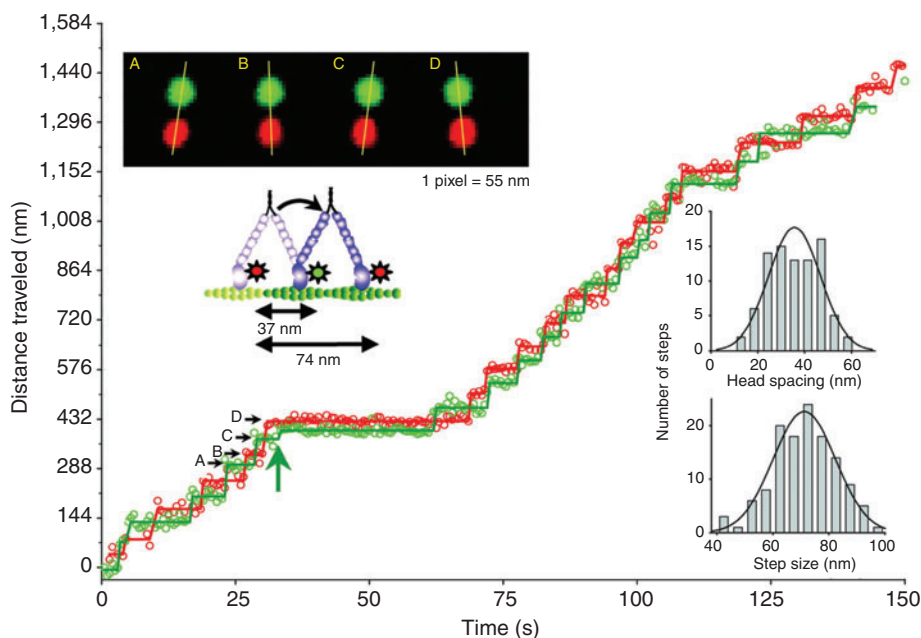 1,584
1,440
1,296
1,152
1,008
864
720
576
432
288
144
0
Distance traveled (nm)
A B C D
1 pixel = 55 nm
37 nm
74 nm
D
C
B
A
0 25 50 75 100 125 150
Time (s)
Number of steps
20
15
10
5
0
0 20 40 60
Head spacing (nm)
20
10
0
40 60 80 100
Step size (nm)